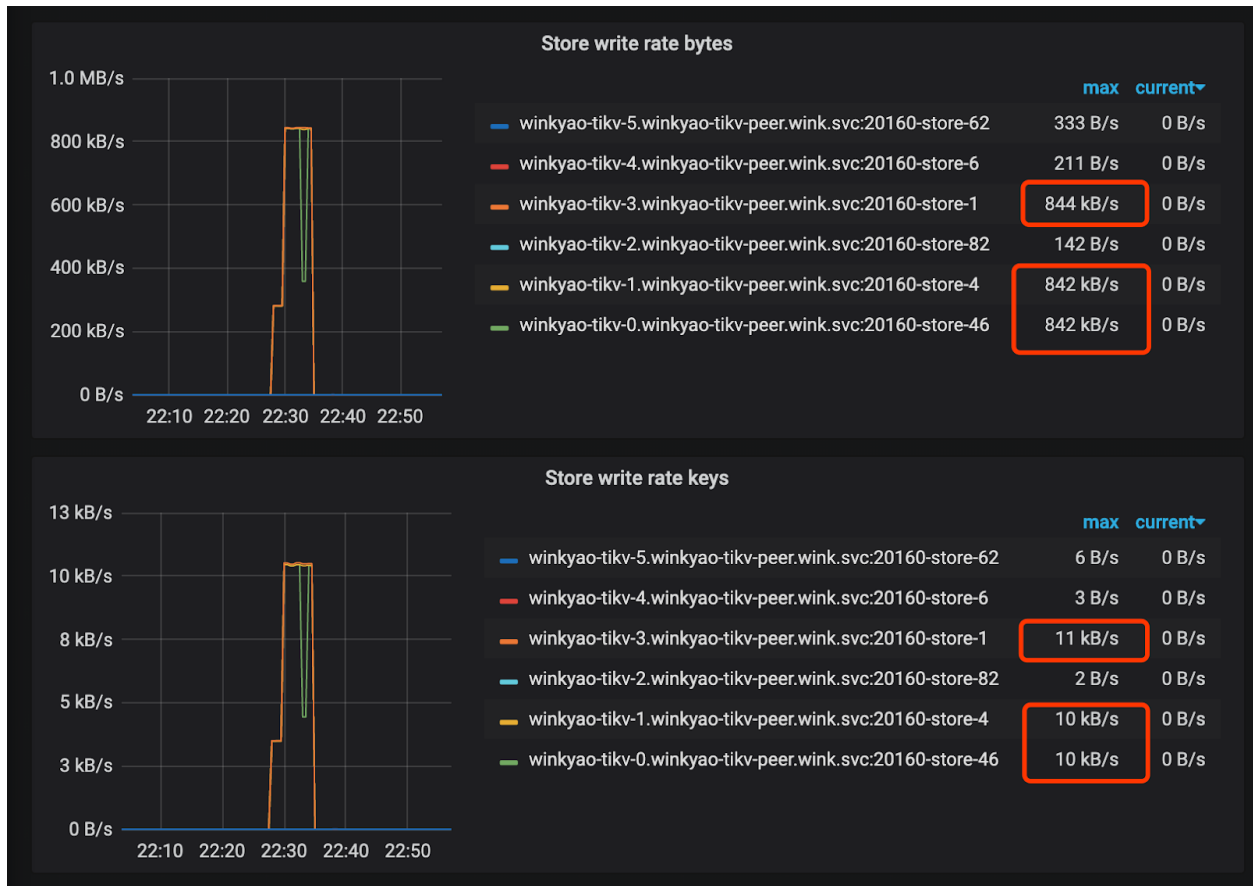 Store write rate bytes
1.0 MB/s
800 kB/s
600 kB/s
400 kB/s
200 kB/s
0 B/s
22:10 22:20 22:30 22:40 22:50
max current
winkyao-tikv-5.winkyao-tikv-peer.wink.svc:20160-store-62 333 B/s 0 B/s
winkyao-tikv-4.winkyao-tikv-peer.wink.svc:20160-store-6 211 B/s 0 B/s
winkyao-tikv-3.winkyao-tikv-peer.wink.svc:20160-store-1 844 kB/s 0 B/s
winkyao-tikv-2.winkyao-tikv-peer.wink.svc:20160-store-82 142 B/s 0 B/s
winkyao-tikv-1.winkyao-tikv-peer.wink.svc:20160-store-4 842 kB/s 0 B/s
winkyao-tikv-0.winkyao-tikv-peer.wink.svc:20160-store-46 842 kB/s 0 B/s
Store write rate keys
13 kB/s
10 kB/s
8 kB/s
5 kB/s
3 kB/s
0 B/s
22:10 22:20 22:30 22:40 22:50
max current
winkyao-tikv-5.winkyao-tikv-peer.wink.svc:20160-store-62 6 B/s 0 B/s
winkyao-tikv-4.winkyao-tikv-peer.wink.svc:20160-store-6 3 B/s 0 B/s
winkyao-tikv-3.winkyao-tikv-peer.wink.svc:20160-store-1 11 kB/s 0 B/s
winkyao-tikv-2.winkyao-tikv-peer.wink.svc:20160-store-82 2 B/s 0 B/s
winkyao-tikv-1.winkyao-tikv-peer.wink.svc:20160-store-4 10 kB/s 0 B/s
winkyao-tikv-0.winkyao-tikv-peer.wink.svc:20160-store-46 10 kB/s 0 B/s